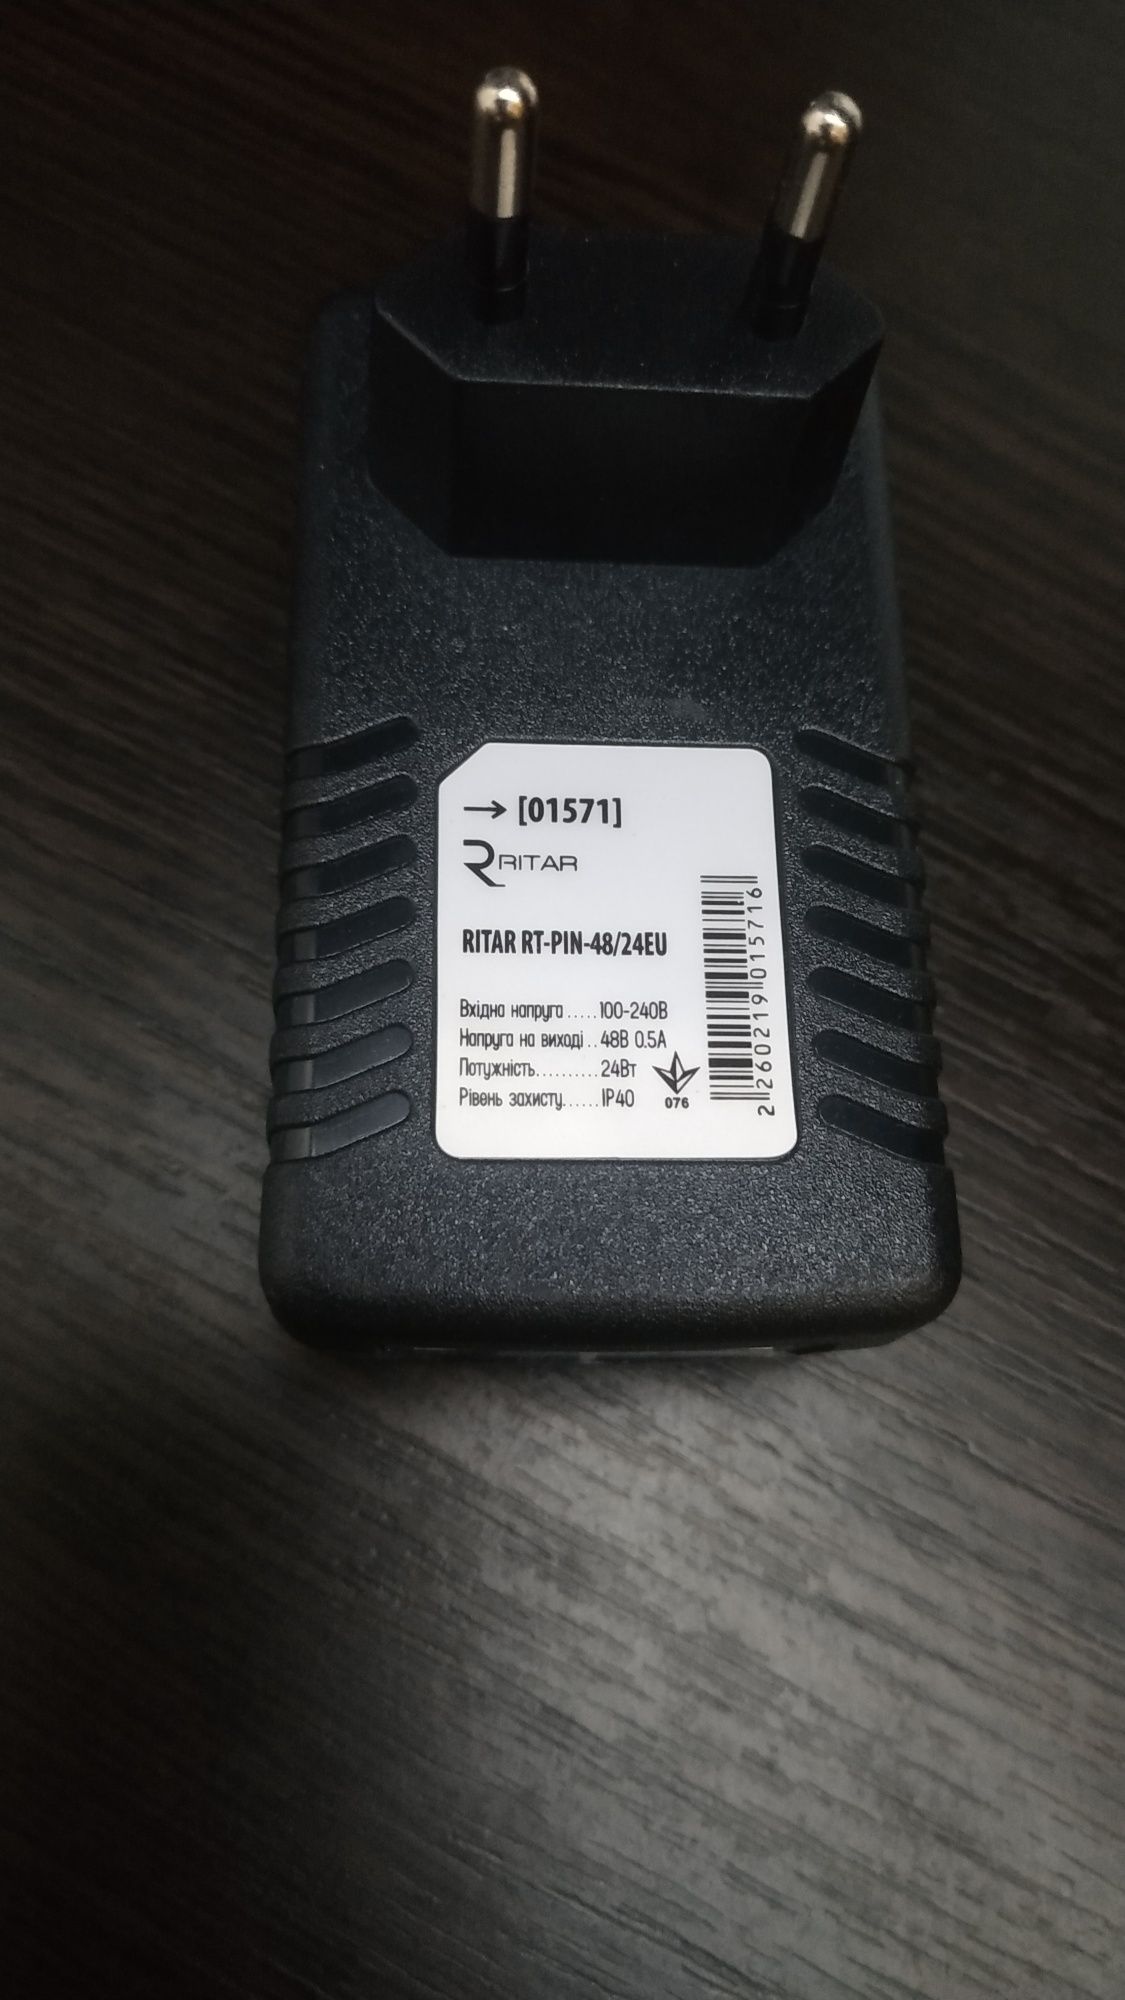 → [01571]
RITAR
RITAR RT-PIN-48/24EU
Вхідна напруга.....100-240В
Напруга на виході..48В 0.5А
Потужність..........24Вт
Рівень захисту......IP40
076
2260219015716